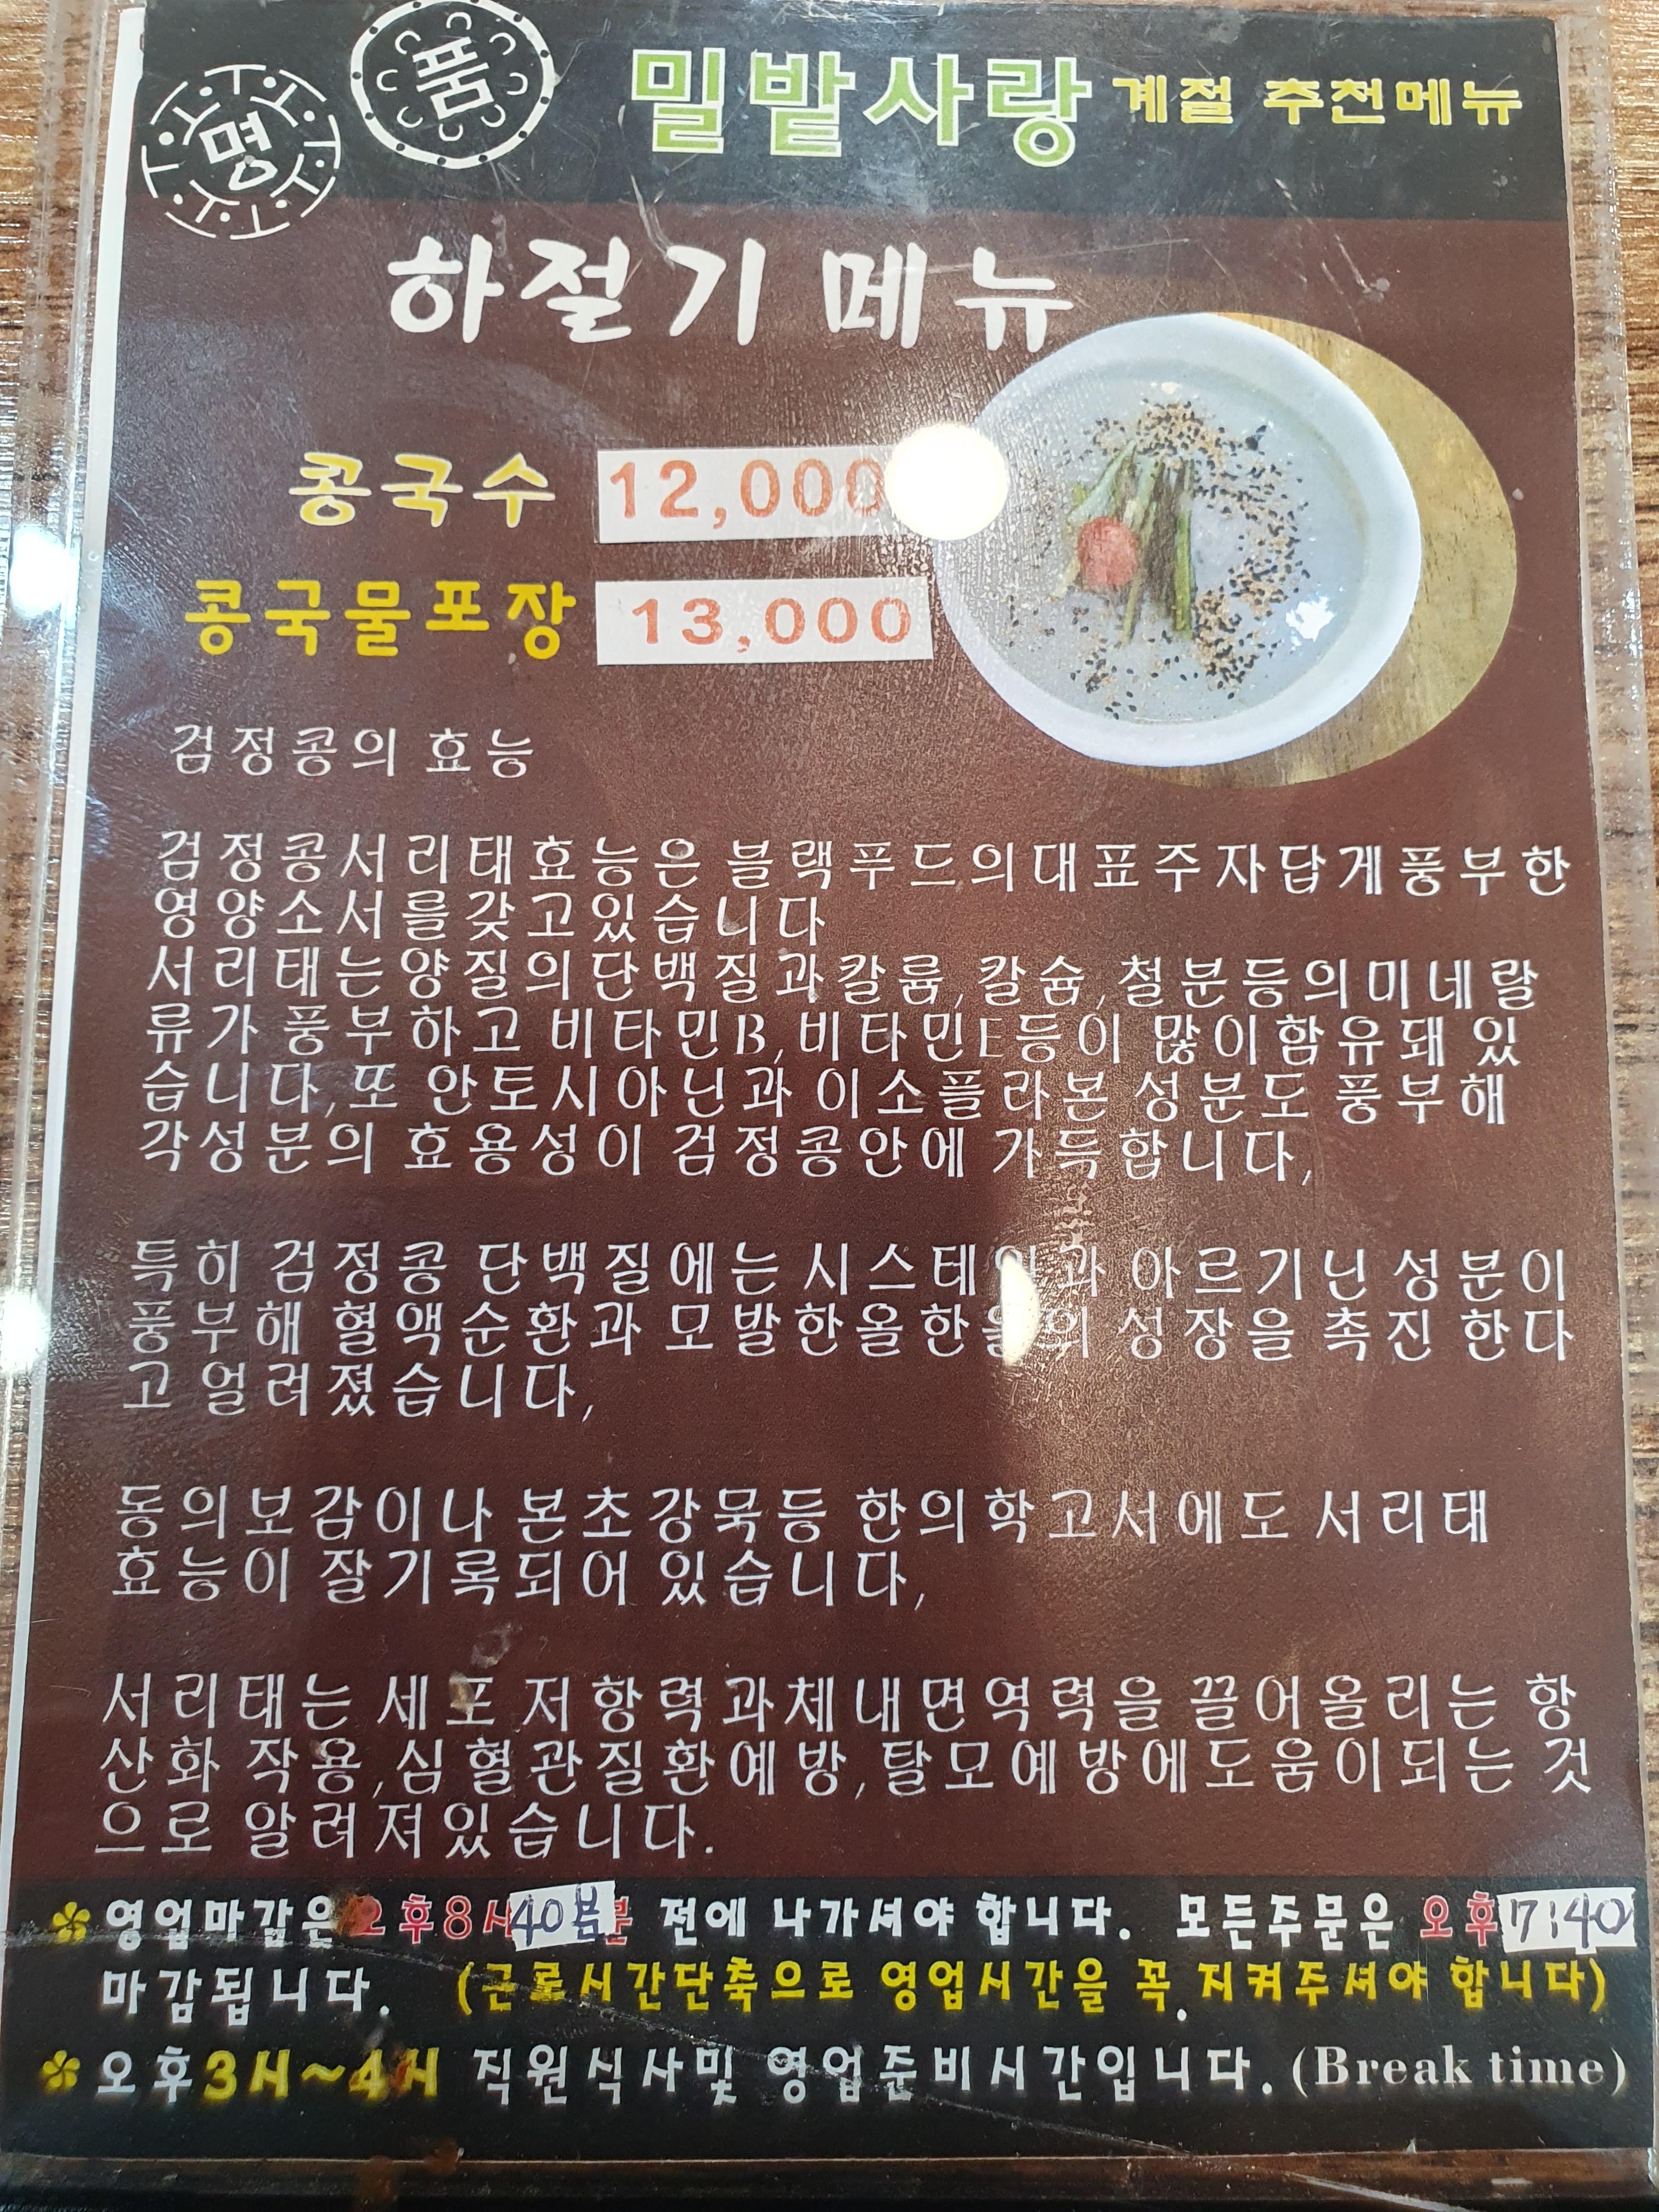 명 품 밀밭사랑 계절 추천메뉴
하절기 메뉴
콩국수 12,000
콩국물포장 13,000
검정콩의 효능
검정콩서리태효능은 블랙푸드의대표주자답게풍부한
영양소서를갖고있습니다
서리태는양질의단백질과칼륨,칼슘,철분등의미네랄
류가 풍부하고 비타민B,비타민E등이 많이함유돼 있
습니다,또 안토시아닌과 이소플라본 성분도 풍부해
각성분의 효용성이 검정콩안에 가득합니다,
특히 검정콩 단백질에는 시스테인과 아르기닌 성분이
풍부해 혈액순환과 모발한올한올의 성장을 촉진 한다
고 얼려졌습니다,
동의보감이나 본초강묵등 한의학고서에도 서리태
효능이 잘기록되어 있습니다,
서리태는 세포 저항력과체내면역력을 끌어올리는 항
산화 작용,심혈관질환예방,탈모예방에도움이되는 것
으로 알려져있습니다.
영업마감은 오후8시40분 전에 나가셔야 합니다. 모든주문은 오후7:40
마감됩니다. (근로시간단축으로 영업시간을 꼭 지켜주셔야 합니다)
오후3시~4시 직원식사및 영업준비시간입니다. (Break time)